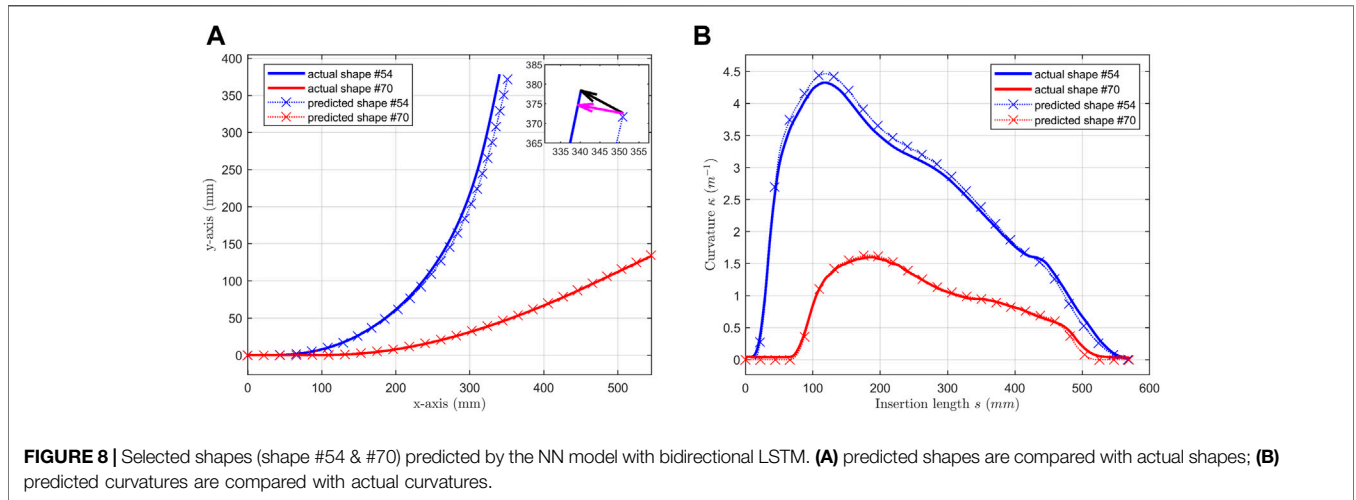 A
400
350
300
250
200
150
100
50
0
y-axis (mm)
0 100 200 300 400 500
x-axis (mm)
actual shape #54
actual shape #70
predicted shape #54
predicted shape #70
385
380
375
370
365
335 340 345 350 355
B
4.5
4
3.5
3
2.5
2
1.5
1
0.5
0
Curvature κ (m⁻¹)
0 100 200 300 400 500 600
Insertion length s (mm)
actual shape #54
actual shape #70
predicted shape #54
predicted shape #70
FIGURE 8 | Selected shapes (shape #54 & #70) predicted by the NN model with bidirectional LSTM. (A) predicted shapes are compared with actual shapes; (B)
predicted curvatures are compared with actual curvatures.